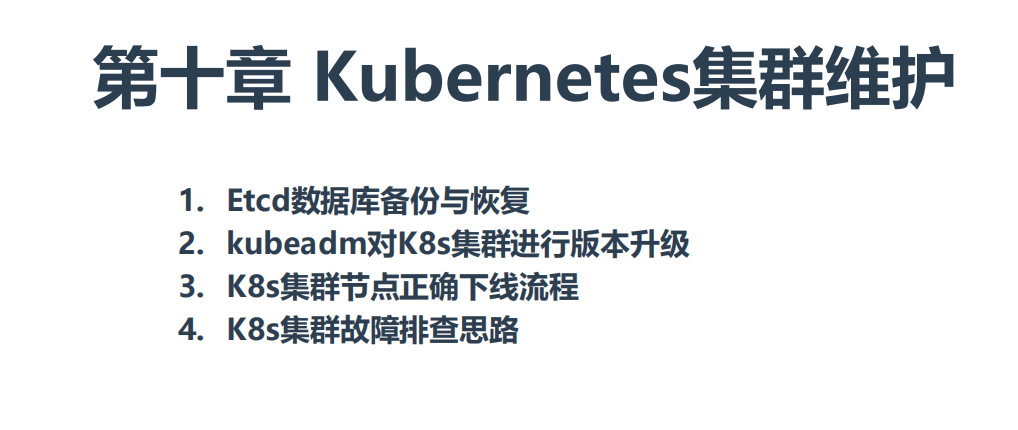 第十章 Kubernetes集群维护
1. Etcd数据库备份与恢复
2. kubeadm对K8s集群进行版本升级
3. K8s集群节点正确下线流程
4. K8s集群故障排查思路